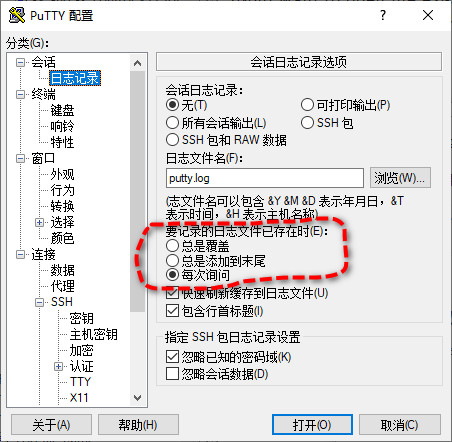 PuTTY 配置
分类(G):
会话
日志记录
终端
键盘
响铃
特性
窗口
外观
行为
转换
选择
颜色
连接
数据
代理
SSH
密钥
主机密钥
加密
认证
TTY
X11
会话日志记录选项
会话日志记录:
无(T)
可打印输出(P)
所有会话输出(L)
SSH 包
SSH 包和 RAW 数据
日志文件名(F):
putty.log
浏览(W)...
(志文件名可以包含 &Y &M &D 表示年月日，&T
表示时间，&H 表示主机名称)
要记录的日志文件已存在时(E):
总是覆盖
总是添加到末尾
每次询问
快速刷新缓存到日志文件(U)
包含行首标题(I)
指定 SSH 包日志记录设置
忽略已知的密码域(K)
忽略会话数据(D)
关于(A)
帮助(H)
打开(O)
取消(C)